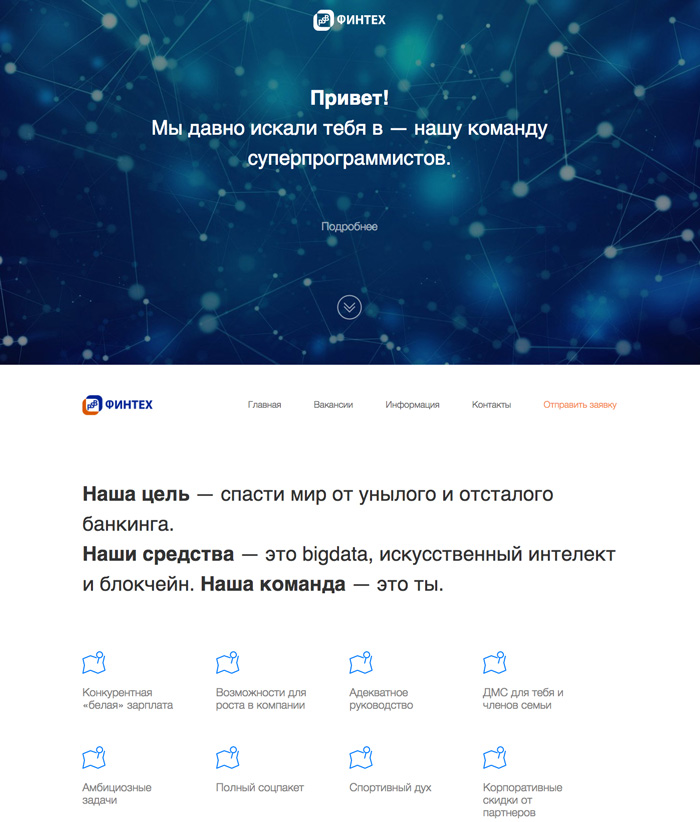 ФИНТЕХ
Привет!
Мы давно искали тебя в — нашу команду
суперпрограммистов.
Подробнее
ФИНТЕХ
Главная Вакансии Информация Контакты Отправить заявку
Наша цель — спасти мир от унылого и отсталого
банкинга.
Наши средства — это bigdata, искусственный интелект
и блокчейн. Наша команда — это ты.
Конкурентная
«белая» зарплата
Возможности для
роста в компании
Адекватное
руководство
ДМС для тебя и
членов семьи
Амбициозные
задачи
Полный соцпакет
Спортивный дух
Корпоративные
скидки от
партнеров